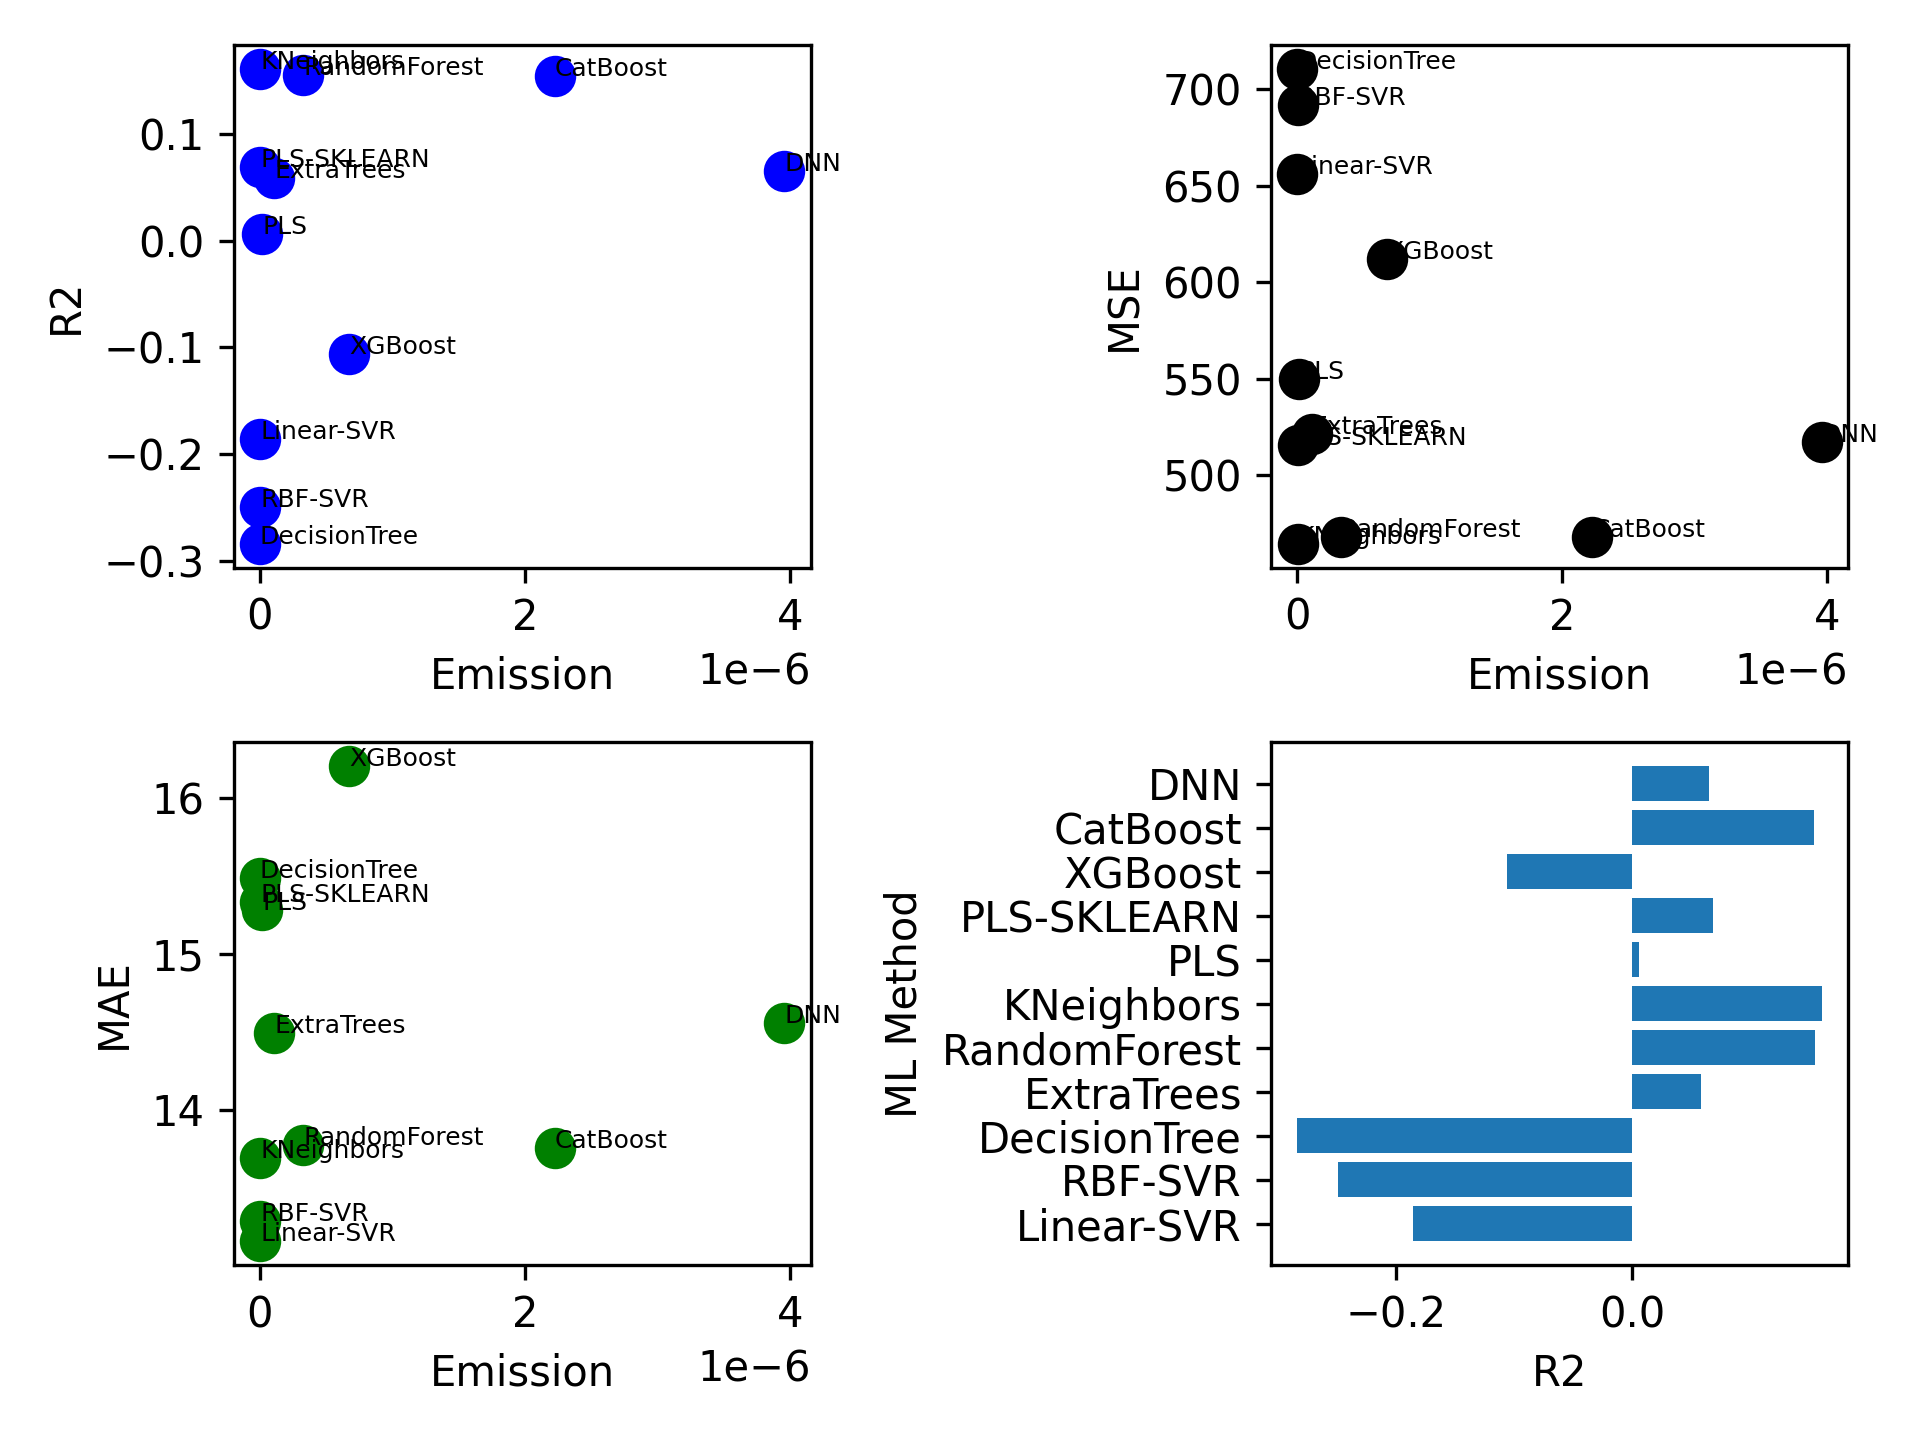 R2
0.1
0.0
−0.1
−0.2
−0.3
KNeighbors
RandomForest
CatBoost
PLS-SKLEARN
ExtraTrees
DNN
PLS
XGBoost
Linear-SVR
RBF-SVR
DecisionTree
0 2 4
Emission 1e−6
MSE
700
650
600
550
500
DecisionTree
RBF-SVR
Linear-SVR
XGBoost
PLS
ExtraTrees
PLS-SKLEARN
DNN
RandomForest
KNeighbors
CatBoost
0 2 4
Emission 1e−6
MAE
16
15
14
XGBoost
DecisionTree
PLS-SKLEARN
PLS
ExtraTrees
DNN
RandomForest
KNeighbors
CatBoost
RBF-SVR
Linear-SVR
0 2 4
Emission 1e−6
ML Method
DNN
CatBoost
XGBoost
PLS-SKLEARN
PLS
KNeighbors
RandomForest
ExtraTrees
DecisionTree
RBF-SVR
Linear-SVR
−0.2 0.0
R2